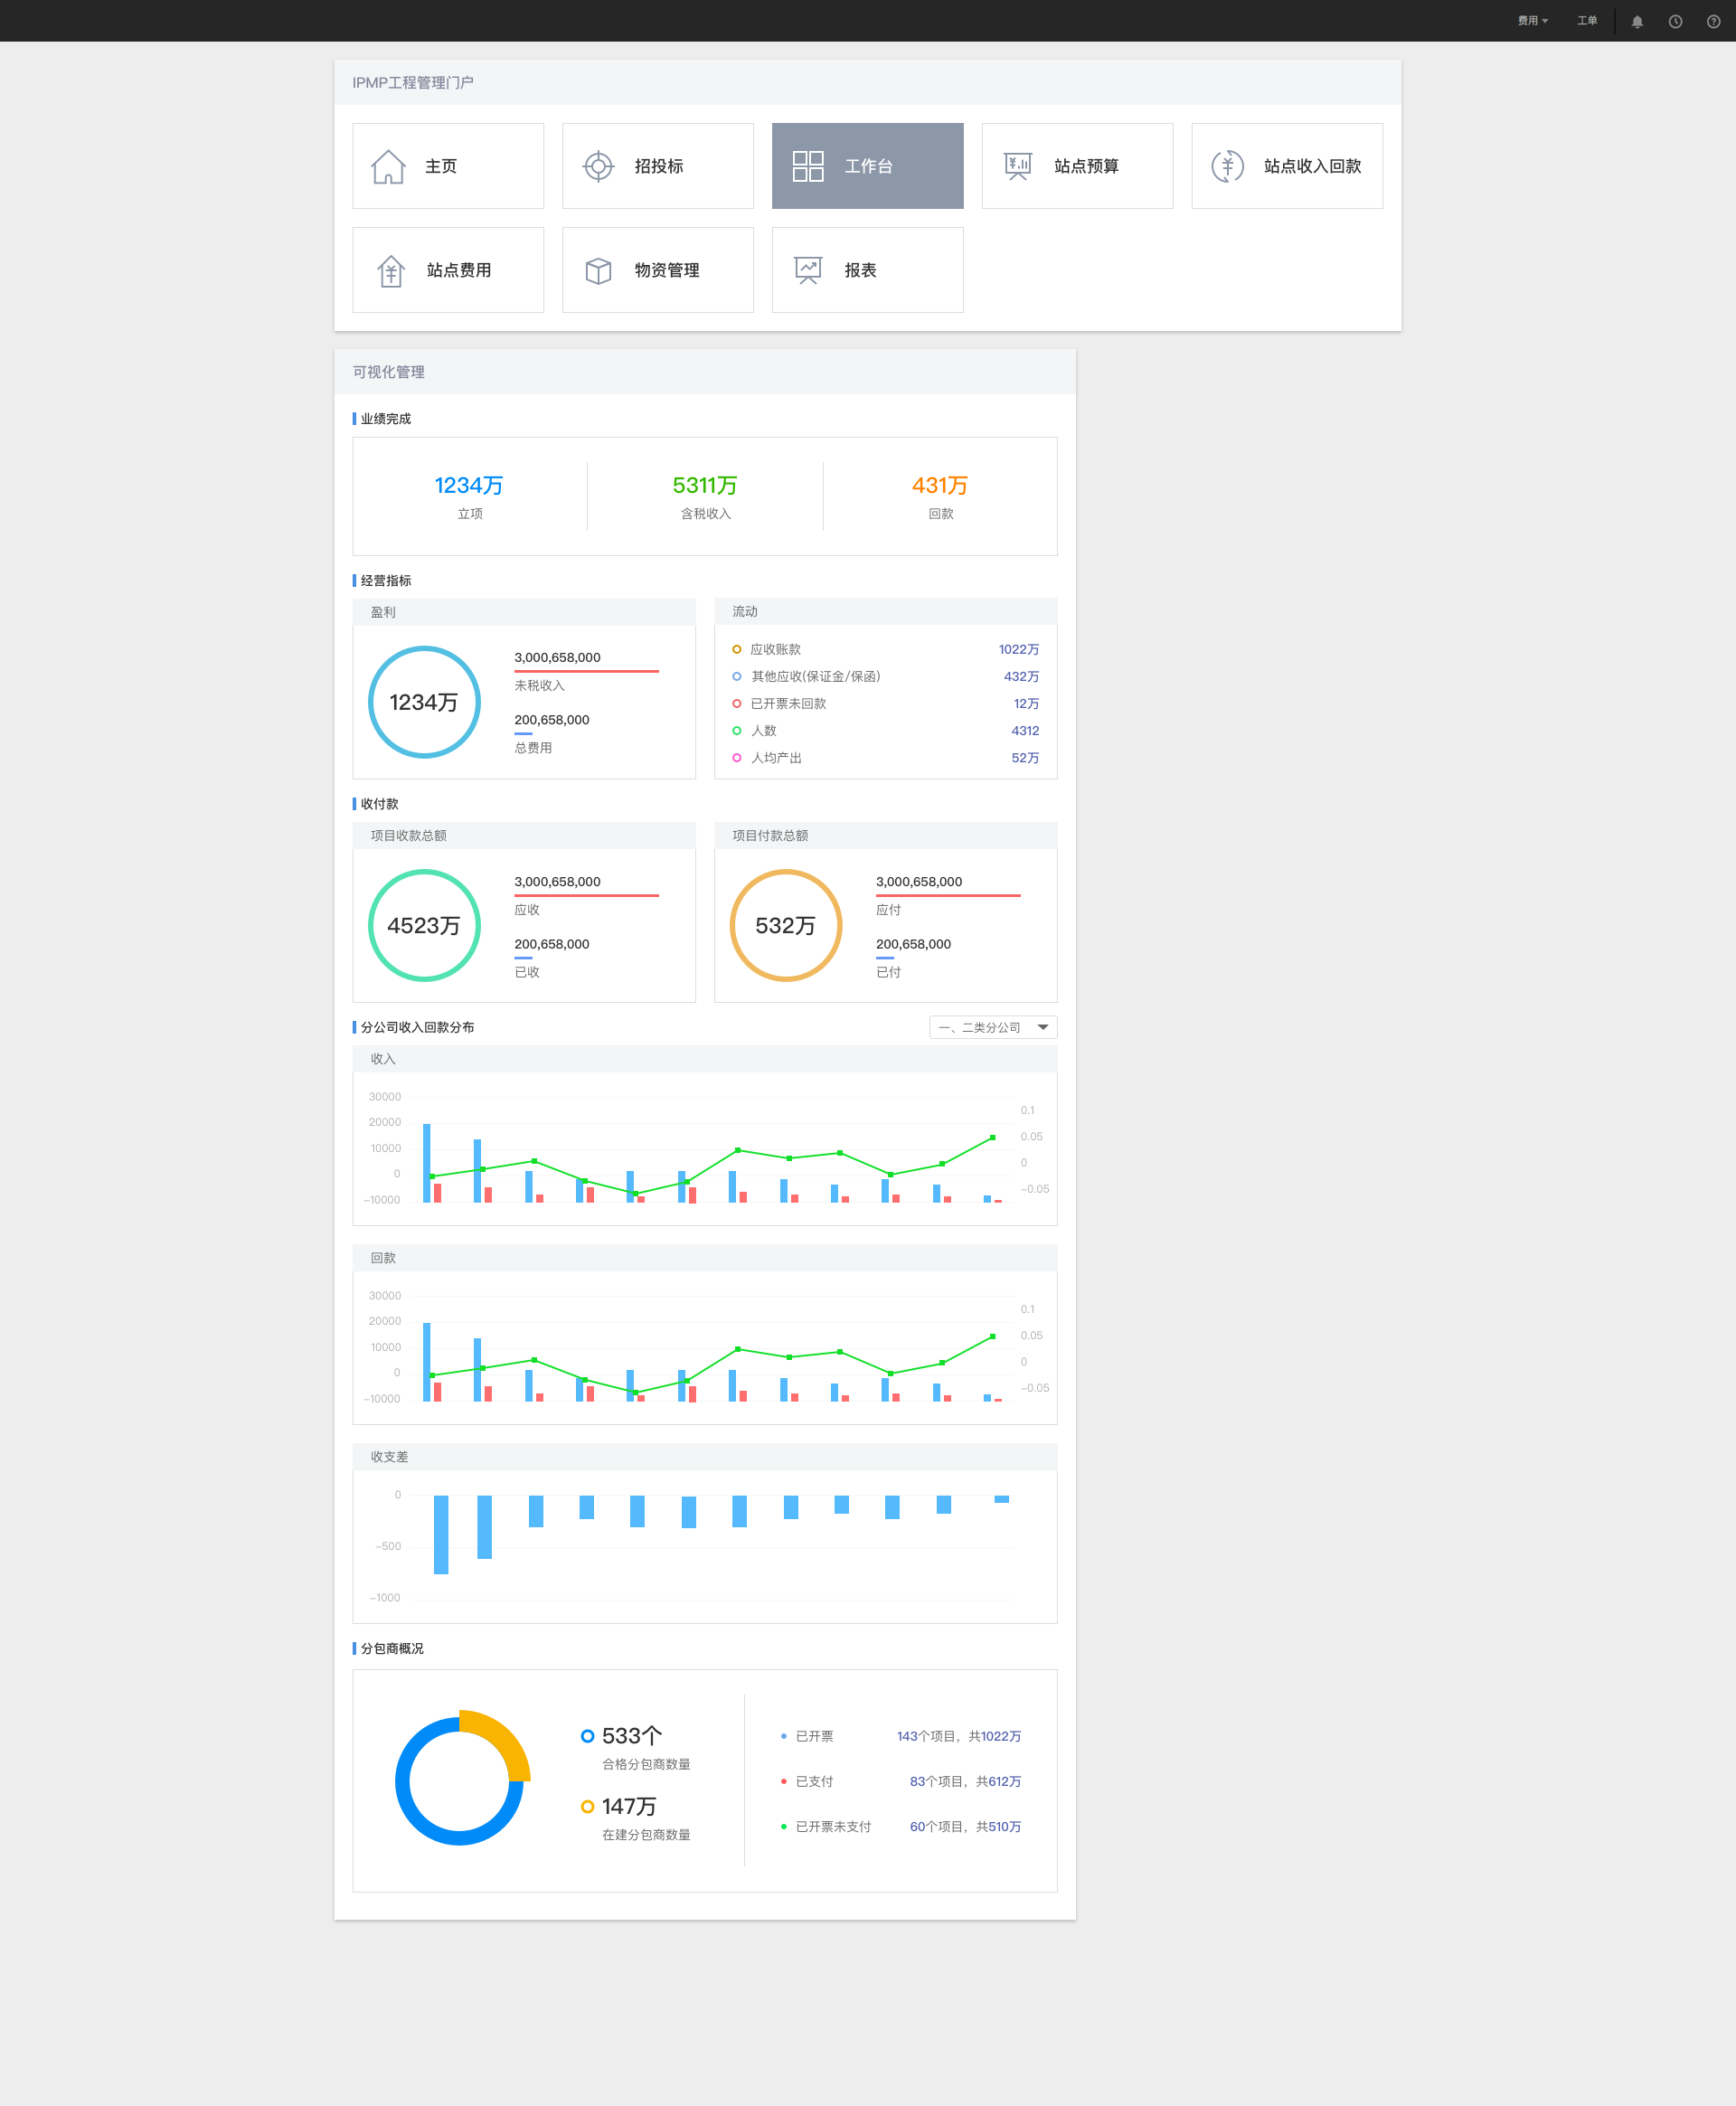 费用 工单
IPMP工程管理门户
主页 招投标 工作台 站点预算 站点收入回款
站点费用 物资管理 报表
可视化管理
业绩完成
1234万 5311万 431万
立项 含税收入 回款
经营指标
盈利
1234万
3,000,658,000
未税收入
200,658,000
总费用
流动
应收账款 1022万
其他应收(保证金/保函) 432万
已开票未回款 12万
人数 4312
人均产出 52万
收付款
项目收款总额
4523万
3,000,658,000
应收
200,658,000
已收
项目付款总额
532万
3,000,658,000
应付
200,658,000
已付
分公司收入回款分布 一、二类分公司
收入
30000
20000
10000
0
-10000
0.1
0.05
0
-0.05
回款
30000
20000
10000
0
-10000
0.1
0.05
0
-0.05
收支差
0
-500
-1000
分包商概况
533个
合格分包商数量
147万
在建分包商数量
已开票 143个项目，共1022万
已支付 83个项目，共612万
已开票未支付 60个项目，共510万